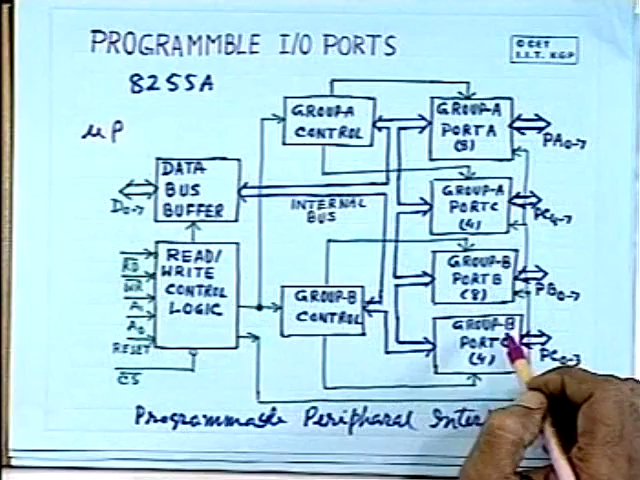 PROGRAMMBLE I/O PORTS
© CET
I.I.T. KGP
8255A
μP
GROUP-A
CONTROL
GROUP-A
PORT A
(8)
PA0-7
DATA
BUS
BUFFER
D0-7
INTERNAL
BUS
GROUP-A
PORT C
(4)
PC4-7
READ/
WRITE
CONTROL
LOGIC
RD
WR
A1
A0
RESET
CS
GROUP-B
CONTROL
GROUP-B
PORT B
(8)
PB0-7
GROUP-B
PORT C
(4)
PC0-3
Programmable Peripheral Inter